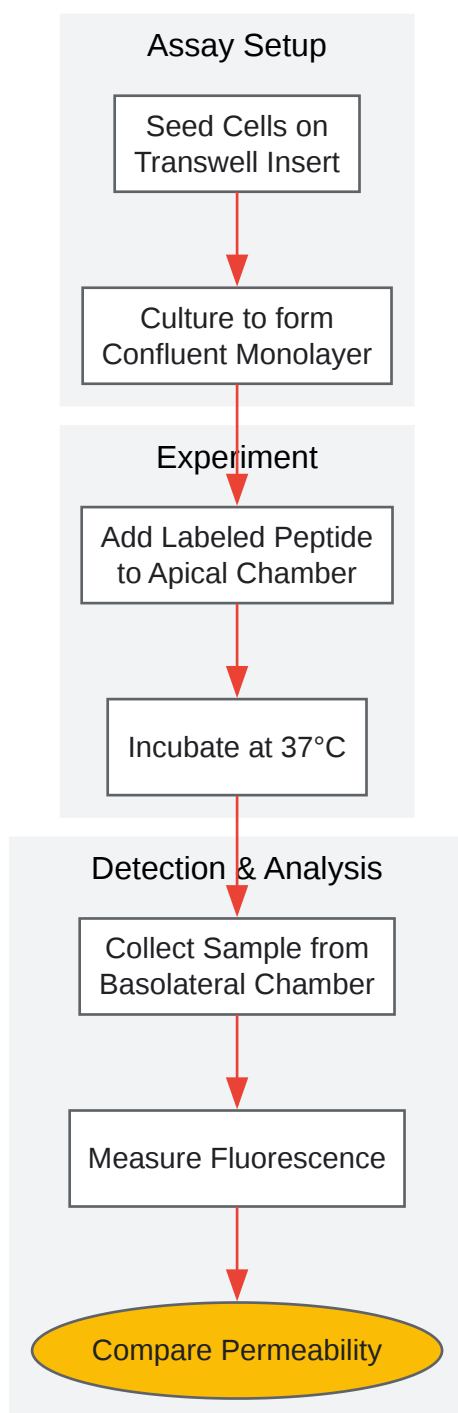 Assay Setup
Seed Cells on
Transwell Insert
Culture to form
Confluent Monolayer
Experiment
Add Labeled Peptide
to Apical Chamber
Incubate at 37°C
Detection & Analysis
Collect Sample from
Basolateral Chamber
Measure Fluorescence
Compare Permeability